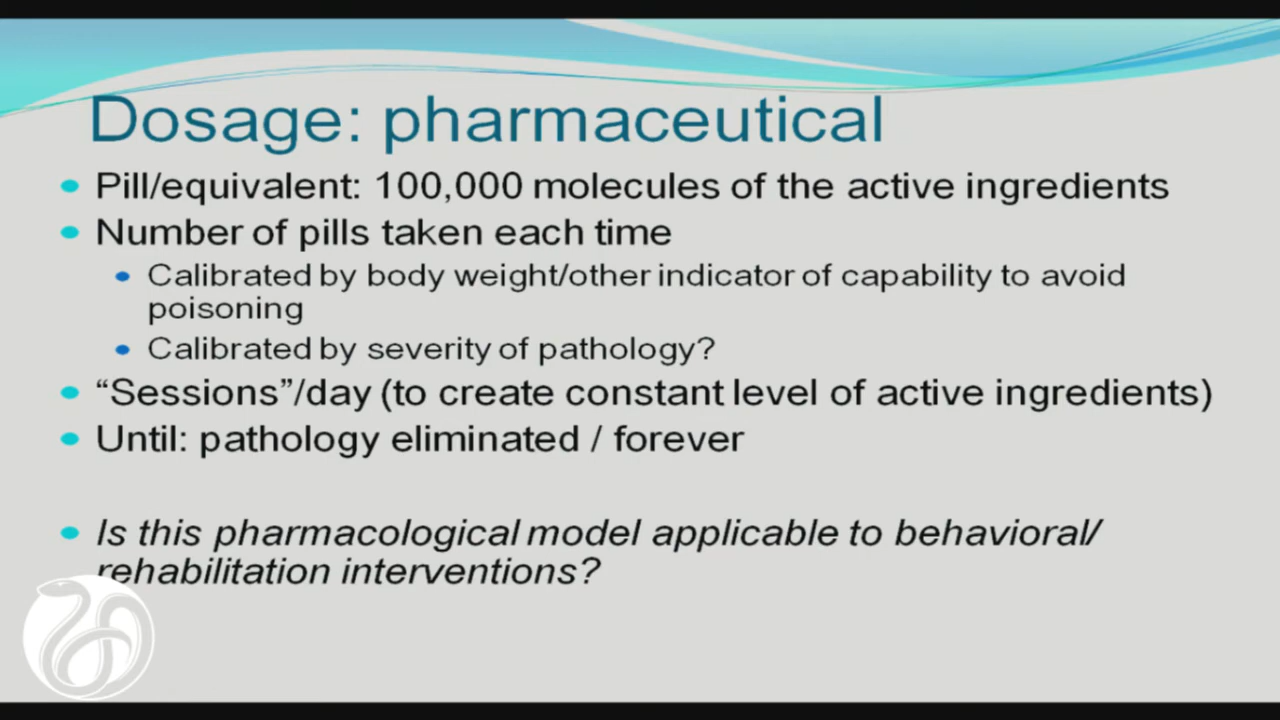 Dosage: pharmaceutical
Pill/equivalent: 100,000 molecules of the active ingredients
Number of pills taken each time
Calibrated by body weight/other indicator of capability to avoid
poisoning
Calibrated by severity of pathology?
“Sessions”/day (to create constant level of active ingredients)
Until: pathology eliminated / forever
Is this pharmacological model applicable to behavioral/
rehabilitation interventions?